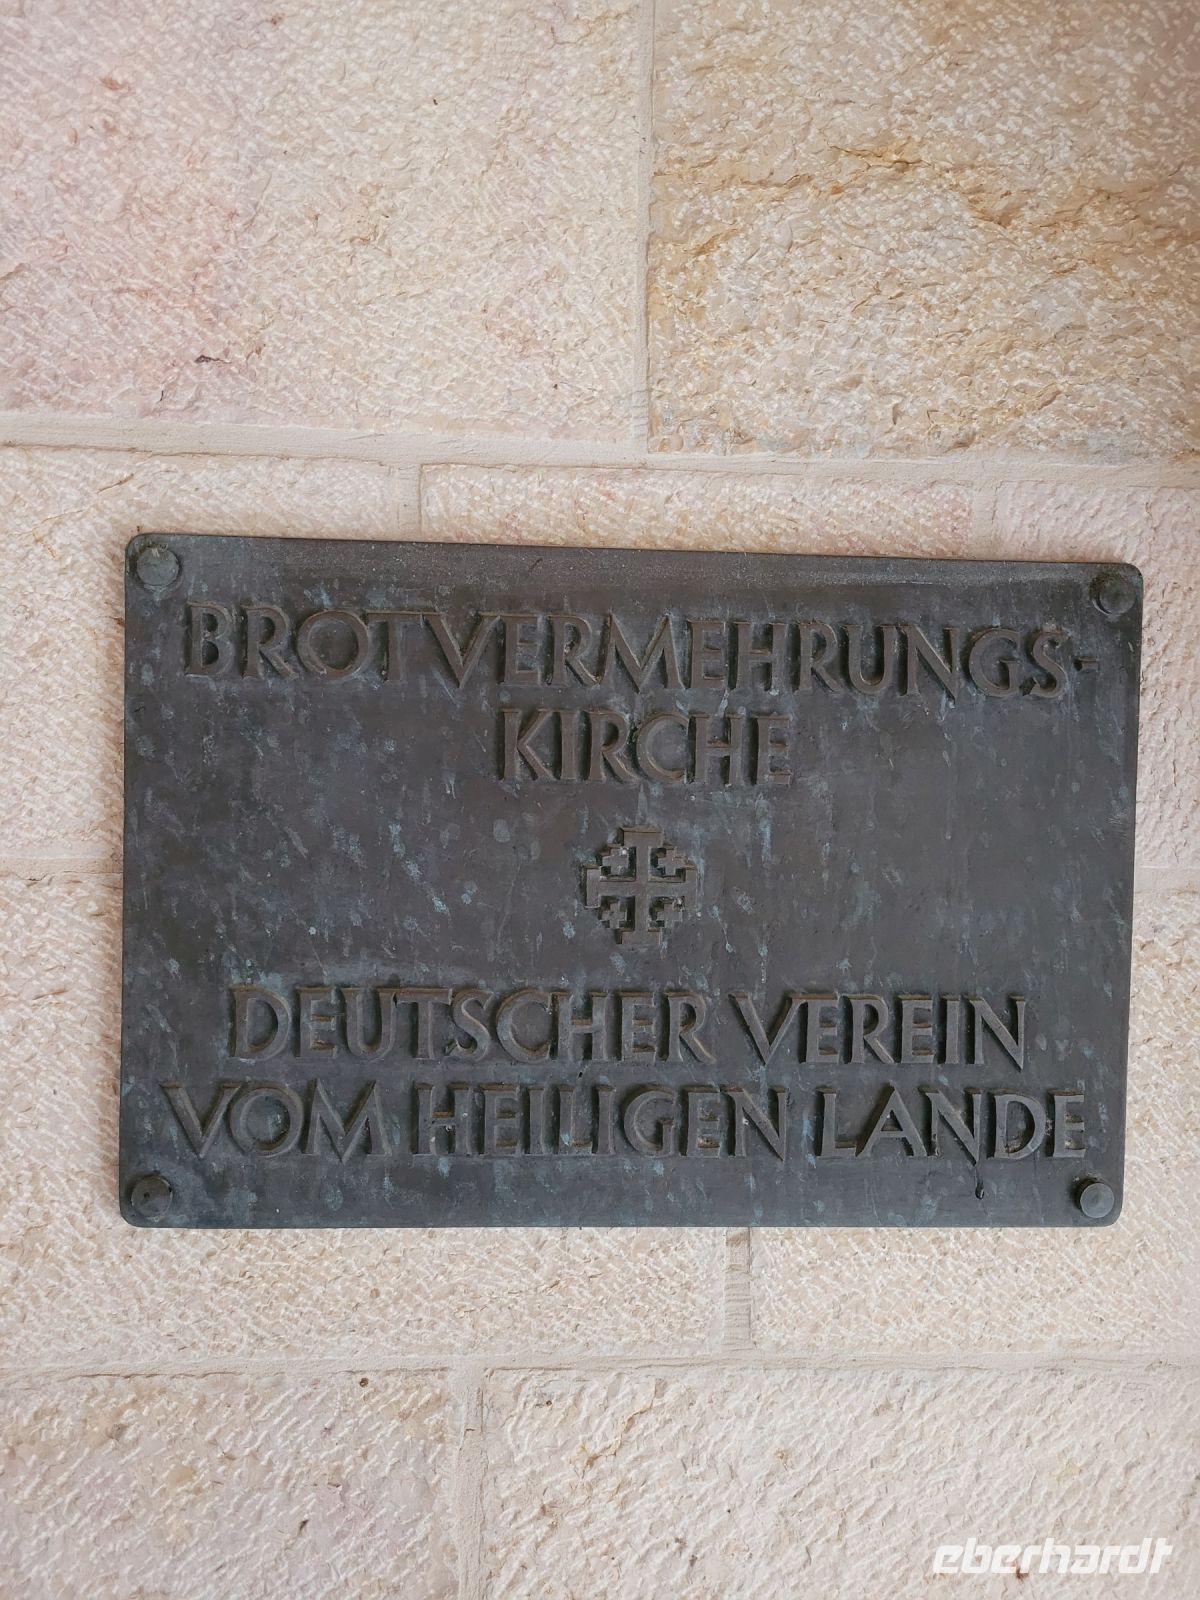 BROTVERMEHRUNGS-
KIRCHE
DEUTSCHER VEREIN
VOM HEILIGEN LANDE
eberhardt